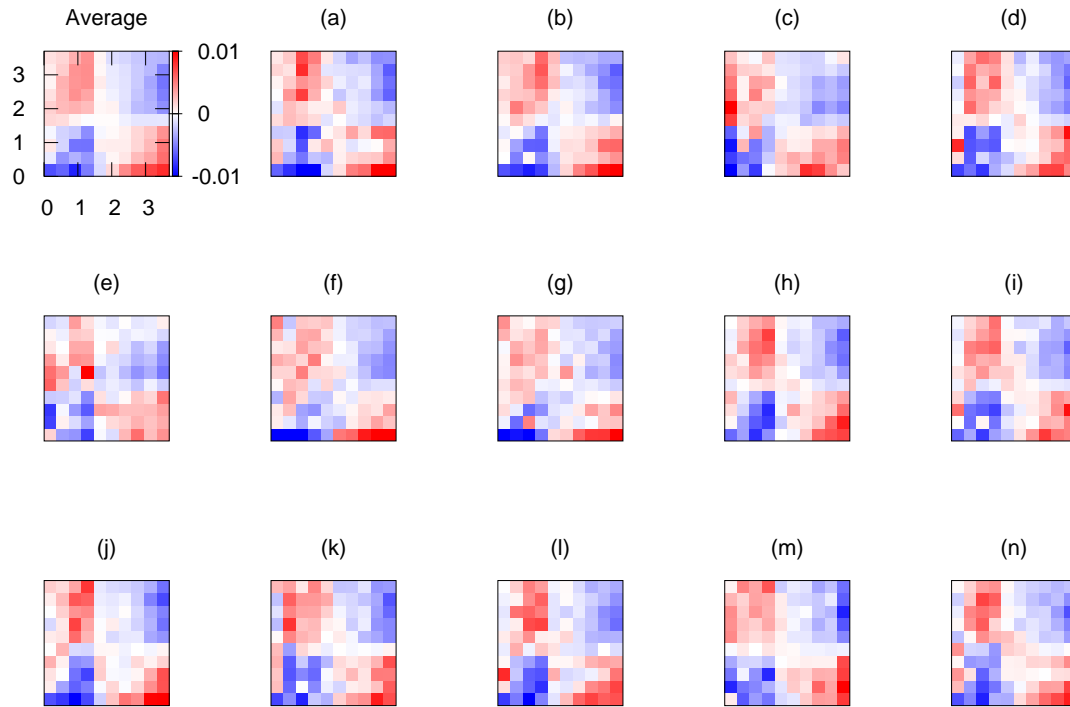 Average (a) (b) (c) (d)
3 0.01
2 0
1
0 -0.01
0 1 2 3
(e) (f) (g) (h) (i)
(j) (k) (l) (m) (n)